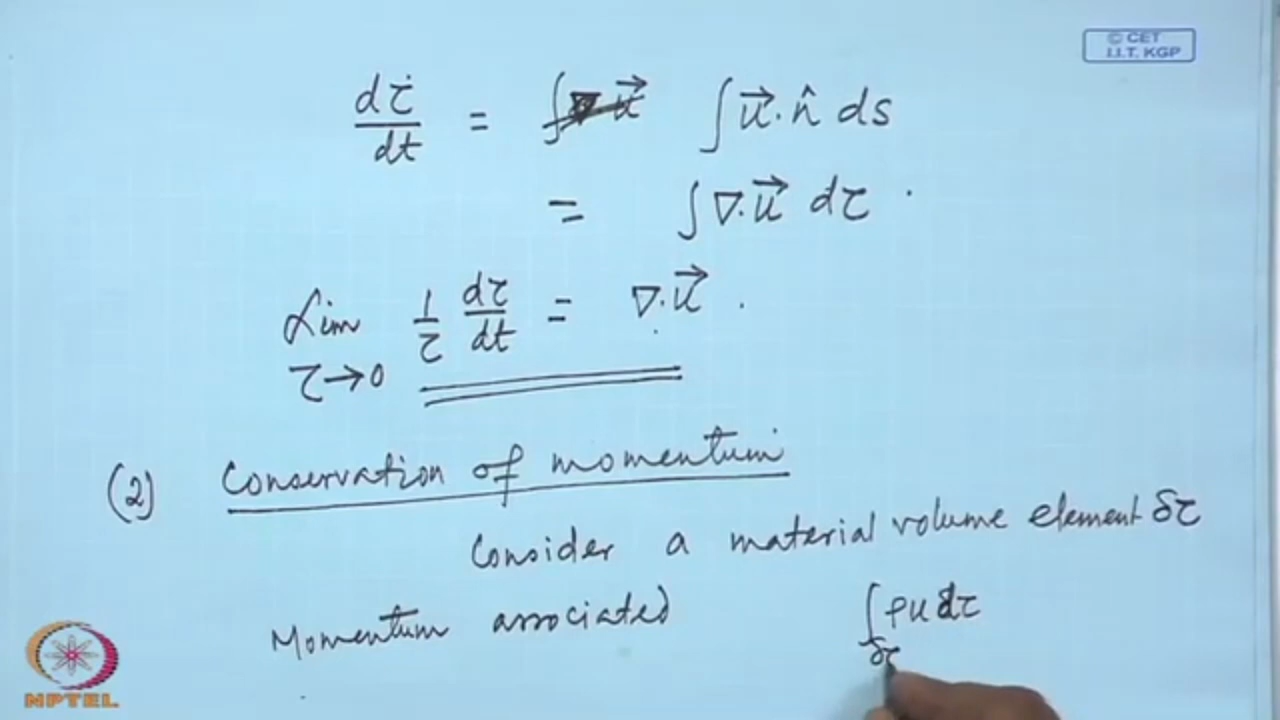 © CET
I.I.T. KGP
dτ/dt = ∫ u⃗·n̂ ds
= ∫ ∇·u⃗ dτ .
Lim τ→0 1/τ dτ/dt = ∇·u⃗ .
(2) Conservation of momentum
Consider a material volume element δτ
Momentum associated ∫δτ ρu dτ
NPTEL